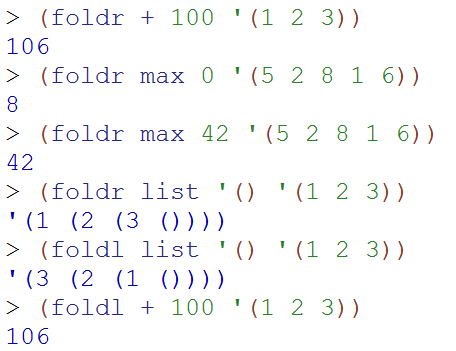 > (foldr + 100 '(1 2 3))
106
> (foldr max 0 '(5 2 8 1 6))
8
> (foldr max 42 '(5 2 8 1 6))
42
> (foldr list '() '(1 2 3))
'(1 (2 (3 ())))
> (foldl list '() '(1 2 3))
'(3 (2 (1 ())))
> (foldl + 100 '(1 2 3))
106